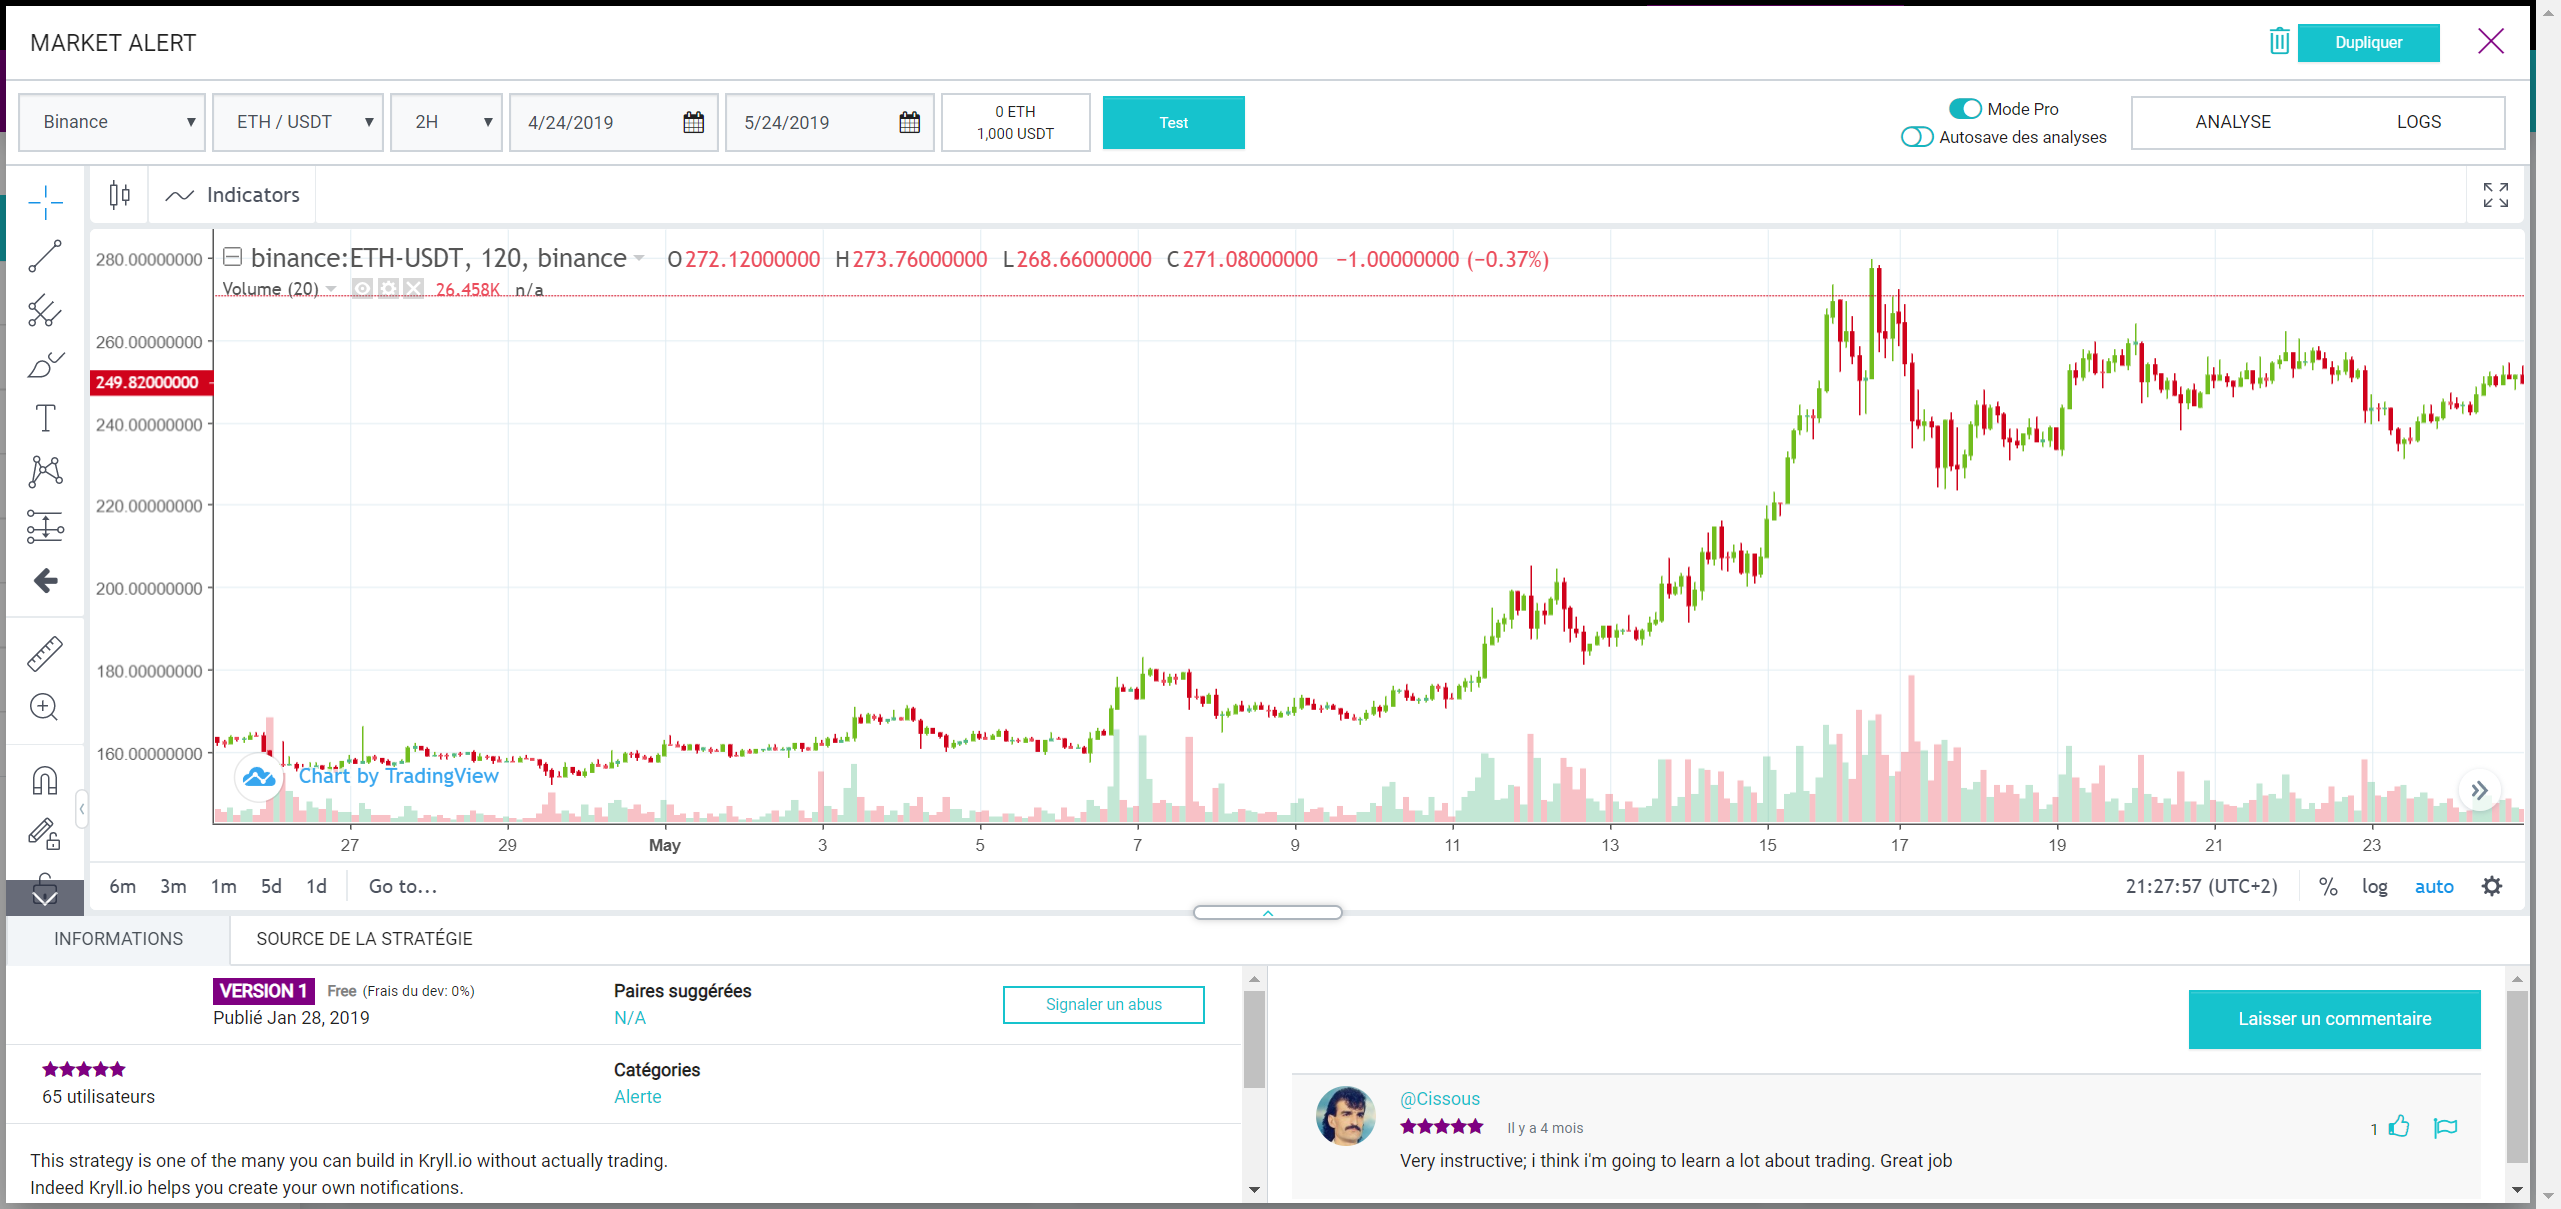 MARKET ALERT
Dupliquer
Binance
ETH / USDT
2H
4/24/2019
5/24/2019
0 ETH
1,000 USDT
Test
Mode Pro
Autosave des analyses
ANALYSE
LOGS
Indicators
binance:ETH-USDT, 120, binance O272.12000000 H273.76000000 L268.66000000 C271.08000000 −1.00000000 (−0.37%)
Volume (20) 26.458K n/a
280.00000000
260.00000000
249.82000000
240.00000000
220.00000000
200.00000000
180.00000000
160.00000000
Chart by TradingView
27 29 May 3 5 7 9 11 13 15 17 19 21 23
6m 3m 1m 5d 1d Go to...
21:27:57 (UTC+2) % log auto
INFORMATIONS
SOURCE DE LA STRATÉGIE
VERSION 1 Free (Frais du dev: 0%)
Publié Jan 28, 2019
Paires suggérées
N/A
Signaler un abus
65 utilisateurs
Catégories
Alerte
This strategy is one of the many you can build in Kryll.io without actually trading.
Indeed Kryll.io helps you create your own notifications.
Laisser un commentaire
@Cissous
Il y a 4 mois
1
Very instructive; i think i'm going to learn a lot about trading. Great job